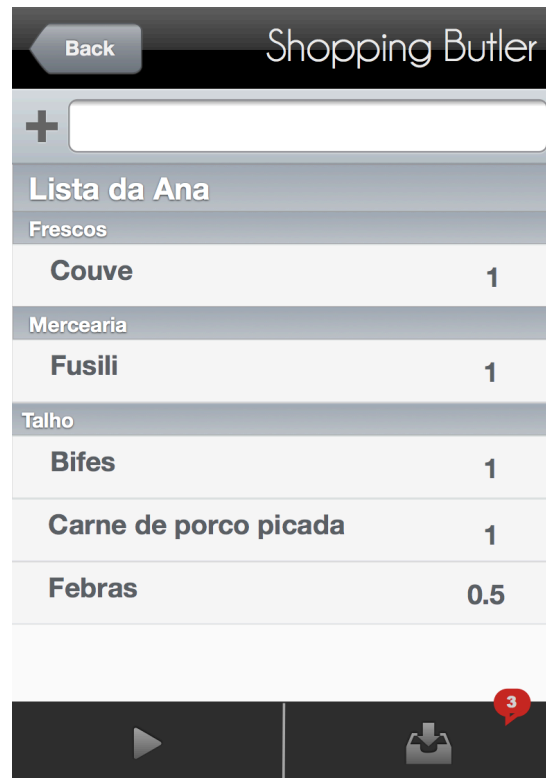 Back
Shopping Butler
Lista da Ana
Frescos
Couve 1
Mercearia
Fusili 1
Talho
Bifes 1
Carne de porco picada 1
Febras 0.5
3